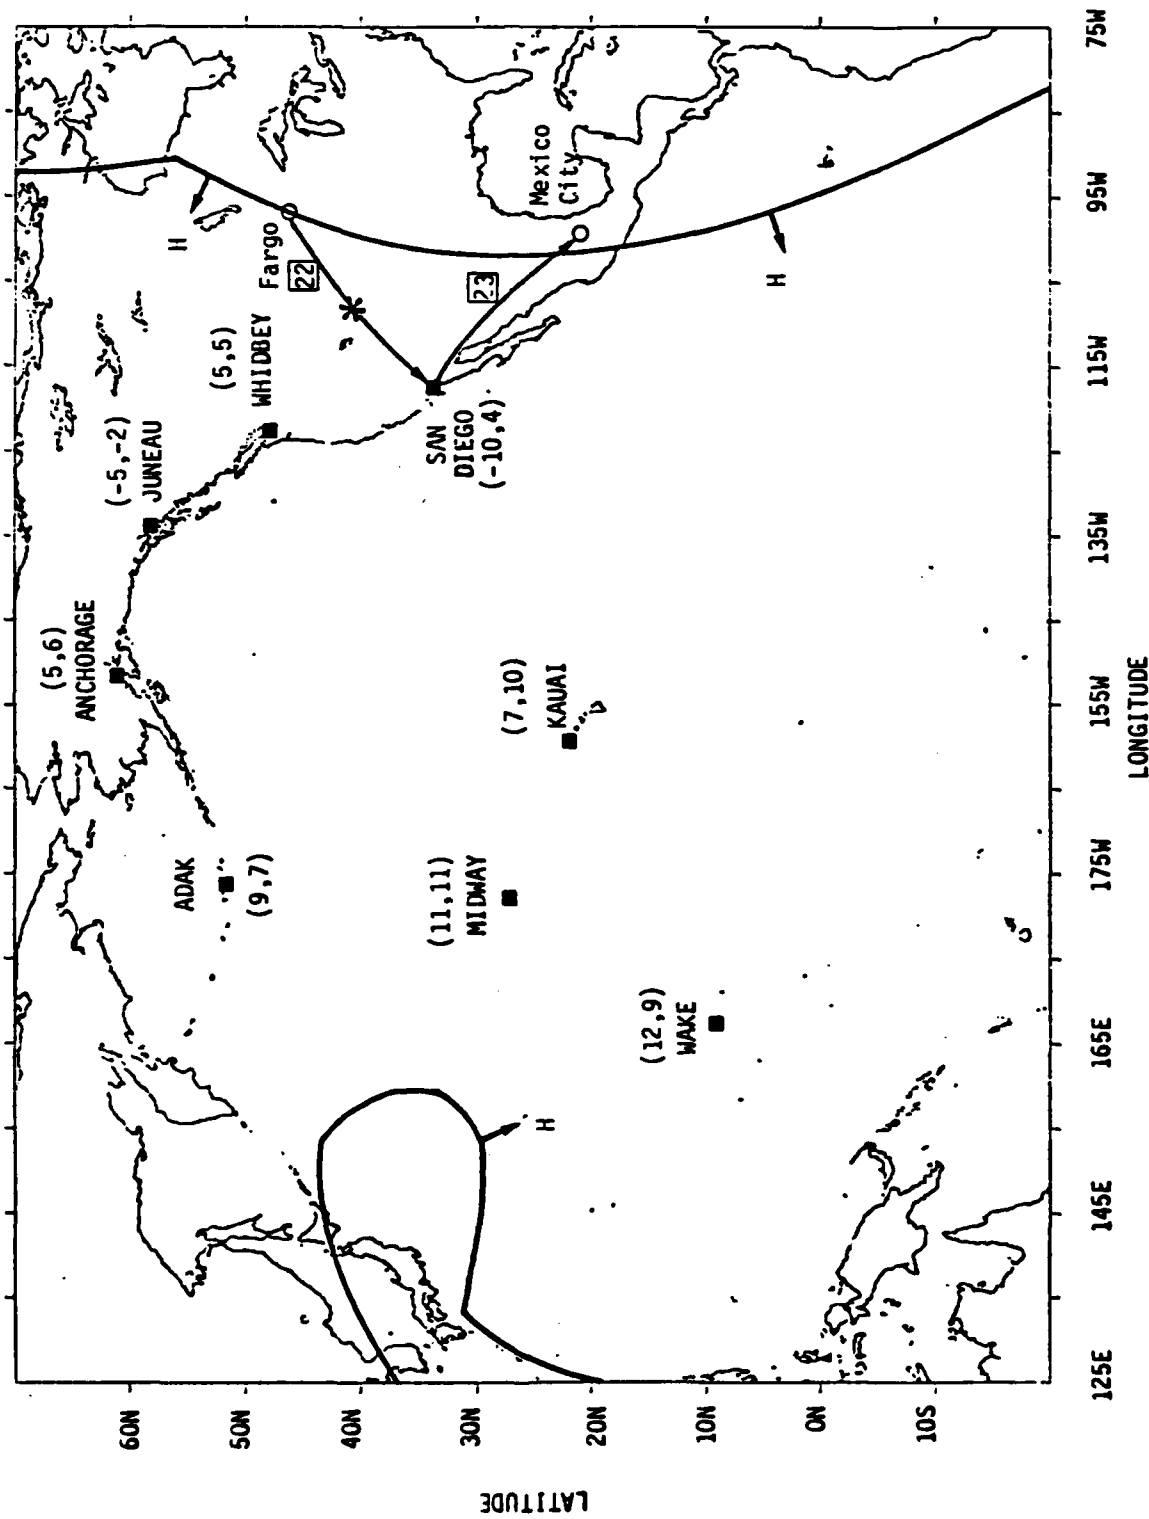 60N
50N
40N
30N
20N
10N
0N
10S
LATITUDE
125E
145E
165E
175W
155W
135W
115W
95W
75W
LONGITUDE
(5,6)
ANCHORAGE
(-5,-2)
JUNEAU
(5,5)
WHIDBEY
SAN
DIEGO
(-10,4)
ADAK
(9,7)
(11,11)
MIDWAY
(7,10)
KAUAI
(12,9)
WAKE
Fargo
22
23
Mexico
City
H
H
H